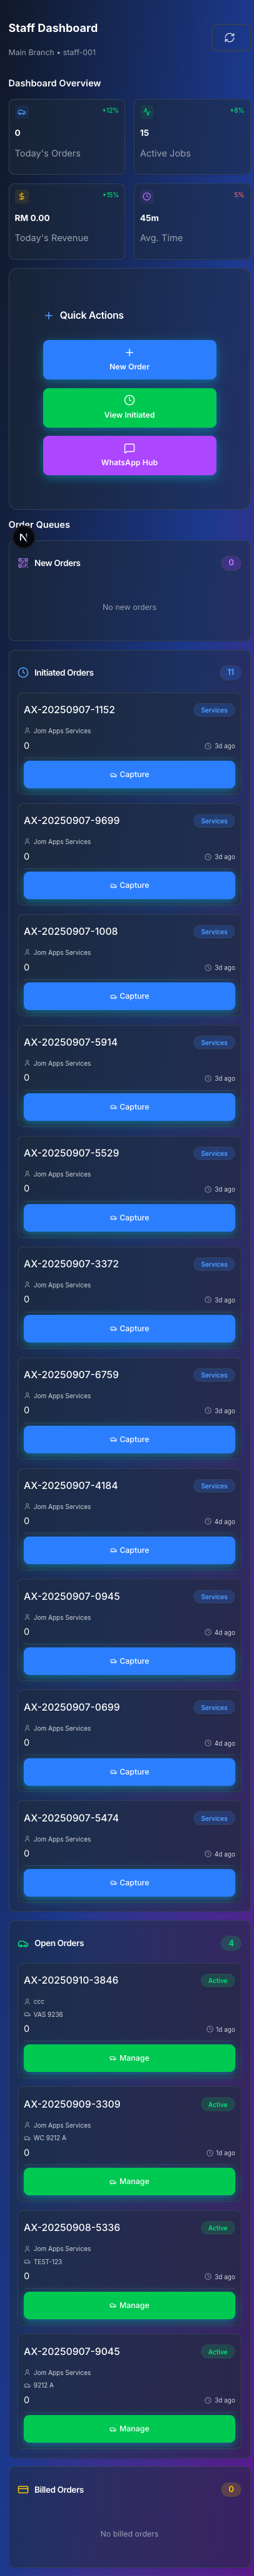 Staff Dashboard
Main Branch • staff-001
Dashboard Overview
+12%
0
Today's Orders
+8%
15
Active Jobs
+15%
RM 0.00
Today's Revenue
5%
45m
Avg. Time
Quick Actions
New Order
View Initiated
WhatsApp Hub
Order Queues
N
New Orders
0
No new orders
Initiated Orders
11
AX-20250907-1152
Services
Jom Apps Services
0
3d ago
Capture
AX-20250907-9699
Services
Jom Apps Services
0
3d ago
Capture
AX-20250907-1008
Services
Jom Apps Services
0
3d ago
Capture
AX-20250907-5914
Services
Jom Apps Services
0
3d ago
Capture
AX-20250907-5529
Services
Jom Apps Services
0
3d ago
Capture
AX-20250907-3372
Services
Jom Apps Services
0
3d ago
Capture
AX-20250907-6759
Services
Jom Apps Services
0
3d ago
Capture
AX-20250907-4184
Services
Jom Apps Services
0
4d ago
Capture
AX-20250907-0945
Services
Jom Apps Services
0
4d ago
Capture
AX-20250907-0699
Services
Jom Apps Services
0
4d ago
Capture
AX-20250907-5474
Services
Jom Apps Services
0
4d ago
Capture
Open Orders
4
AX-20250910-3846
Active
ccc
VAS 9236
0
1d ago
Manage
AX-20250909-3309
Active
Jom Apps Services
WC 9212 A
0
1d ago
Manage
AX-20250908-5336
Active
Jom Apps Services
TEST-123
0
3d ago
Manage
AX-20250907-9045
Active
Jom Apps Services
9212 A
0
3d ago
Manage
Billed Orders
0
No billed orders